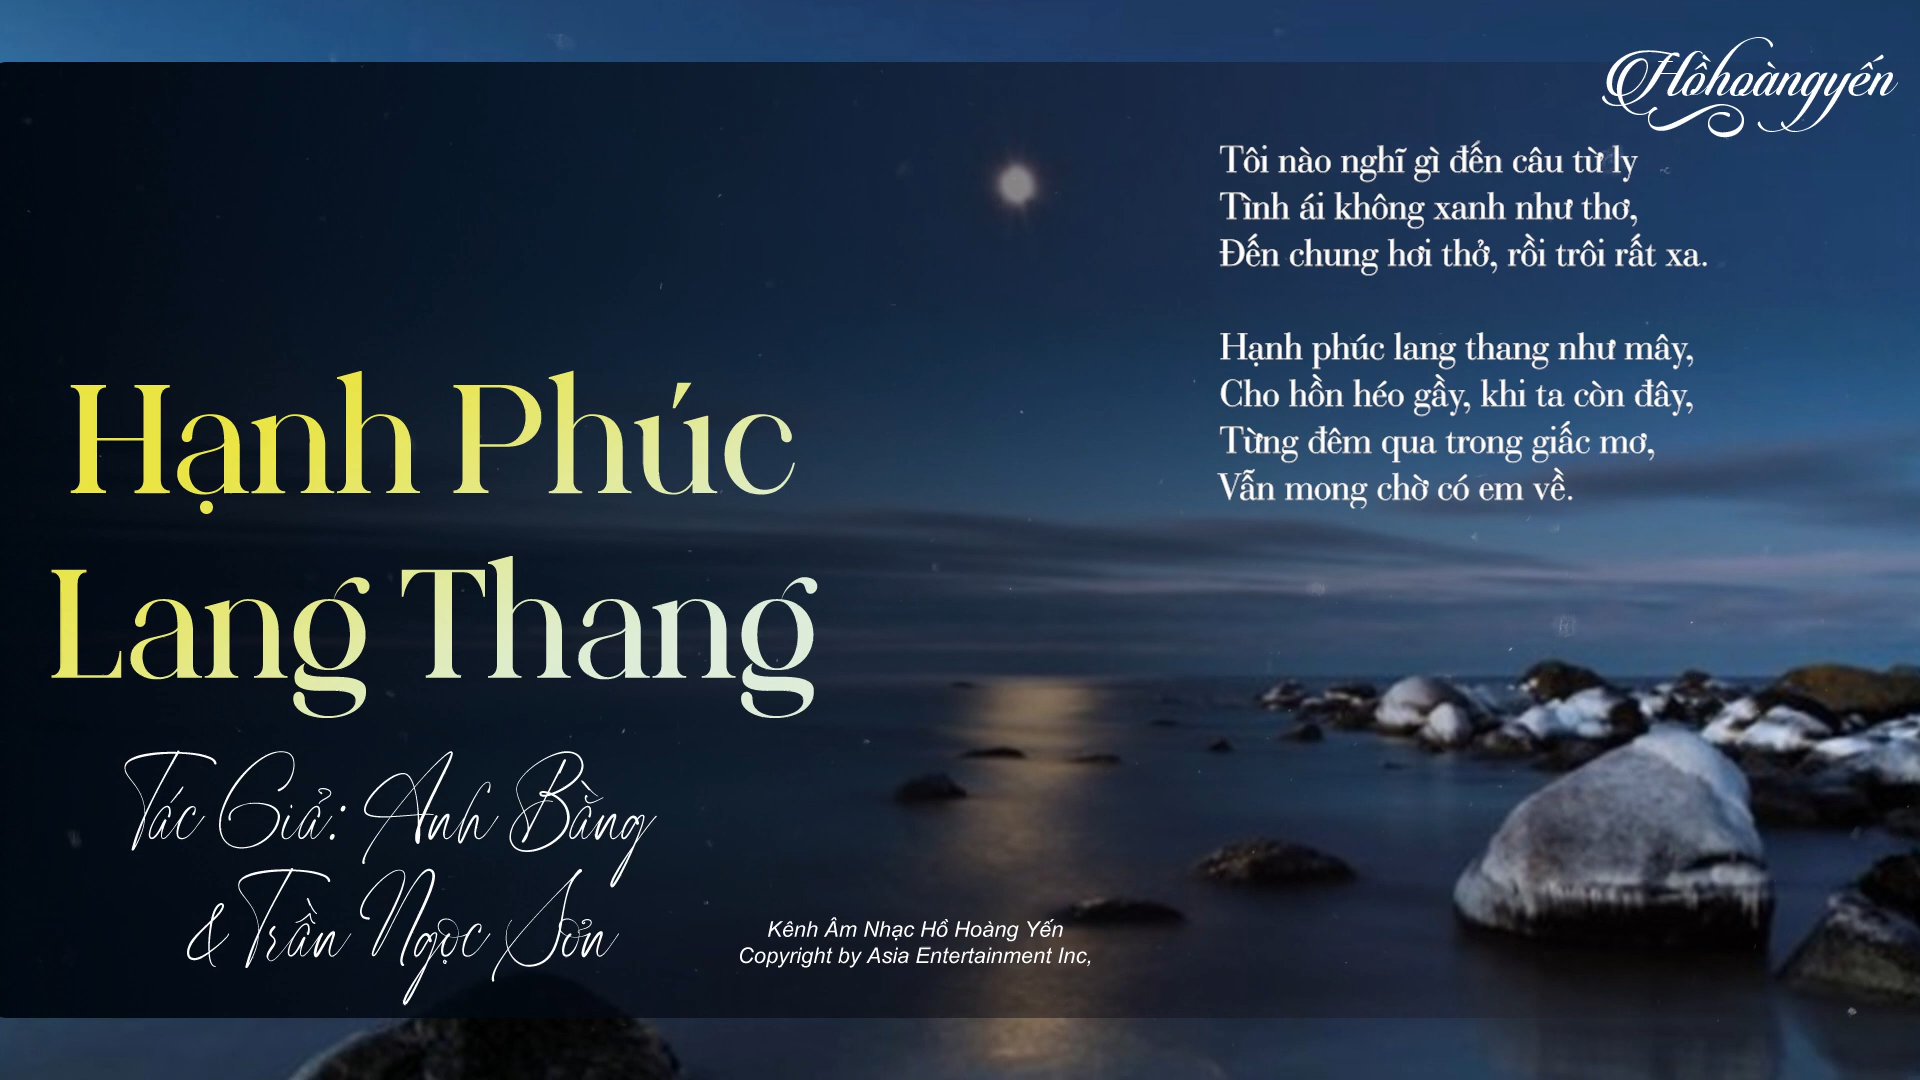 Hồhoàngyến
Tôi nào nghĩ gì đến câu từ ly
Tình ái không xanh như thơ,
Đến chung hơi thở, rồi trôi rất xa.
Hạnh phúc lang thang như mây,
Cho hồn héo gầy, khi ta còn đây,
Từng đêm qua trong giấc mơ,
Vẫn mong chờ có em về.
Hạnh Phúc
Lang Thang
Tác Giả: Anh Bằng
& Trần Ngọc Sơn
Kênh Âm Nhạc Hồ Hoàng Yến
Copyright by Asia Entertainment Inc,